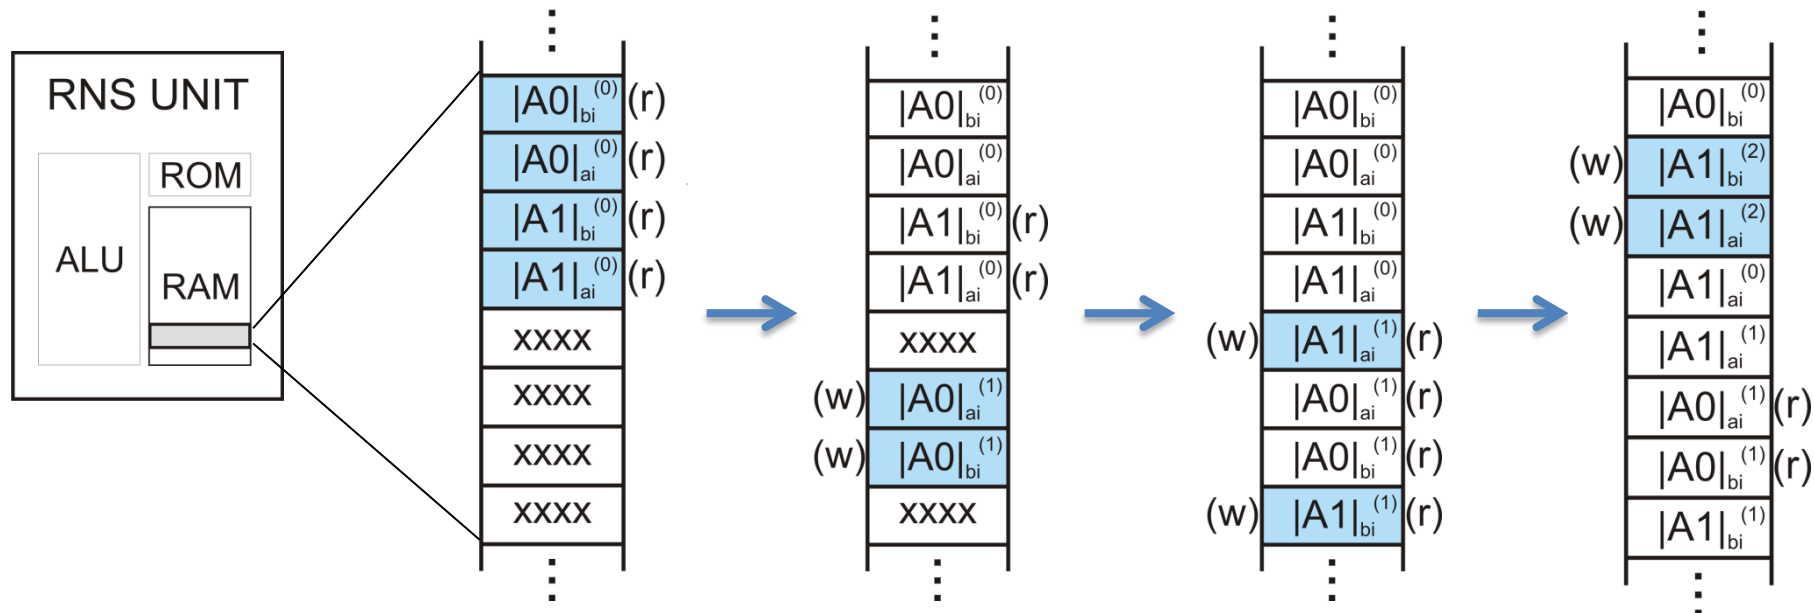 RNS UNIT
ALU
ROM
RAM
|A0|bi(0) (r)
|A0|ai(0) (r)
|A1|bi(0) (r)
|A1|ai(0) (r)
xxxx
xxxx
xxxx
xxxx
|A0|bi(0)
|A0|ai(0)
|A1|bi(0) (r)
|A1|ai(0) (r)
xxxx
(w) |A0|ai(1)
(w) |A0|bi(1)
xxxx
|A0|bi(0)
|A0|ai(0)
|A1|bi(0)
|A1|ai(0)
(w) |A1|ai(1) (r)
|A0|ai(1) (r)
|A0|bi(1) (r)
(w) |A1|bi(1) (r)
|A0|bi(0)
(w) |A1|bi(2)
(w) |A1|ai(2)
|A1|ai(0)
|A1|ai(1)
|A0|ai(1) (r)
|A0|bi(1) (r)
|A1|bi(1)